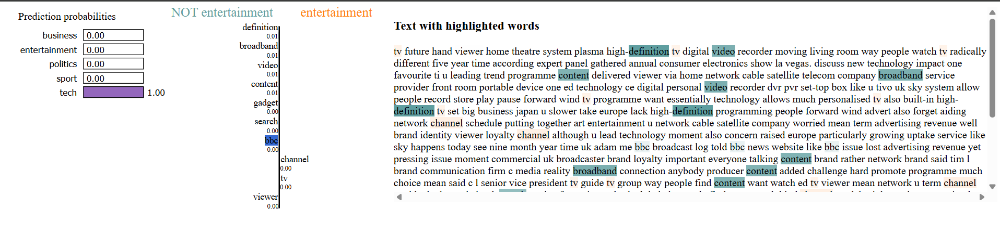 Prediction probabilities
business 0.00
entertainment 0.00
politics 0.00
sport 0.00
tech 1.00
NOT entertainment entertainment
definition
0.01
broadband
0.01
video
0.01
content
0.01
gadget
0.00
search
0.00
bbc
0.00
channel
0.00
tv
0.00
viewer
0.00
Text with highlighted words
tv future hand viewer home theatre system plasma high-definition tv digital video recorder moving living room way people watch tv radically
different five year time according expert panel gathered annual consumer electronics show la vegas. discuss new technology impact one
favourite ti u leading trend programme content delivered viewer via home network cable satellite telecom company broadband service
provider front room portable device one ed technology ce digital personal video recorder dvr pvr set-top box like u tivo uk sky system allow
people record store play pause forward wind tv programme want essentially technology allows much personalised tv also built-in high-
definition tv set big business japan u slower take europe lack high-definition programming people forward wind advert also forget aiding
network channel schedule putting together art entertainment u network cable satellite company worried mean term advertising revenue well
brand identity viewer loyalty channel although u lead technology moment also concern raised europe particularly growing uptake service like
sky happens today see nine month year time uk adam me bbc broadcast log told bbc news website like bbc issue lost advertising revenue yet
pressing issue moment commercial uk broadcaster brand loyalty important everyone talking content brand rather network brand said tim l
brand communication firm c media reality broadband connection anybody producer content added challenge hard promote programme much
choice mean said c l senior vice president tv guide tv group way people find content want watch ed tv viewer mean network u term channel